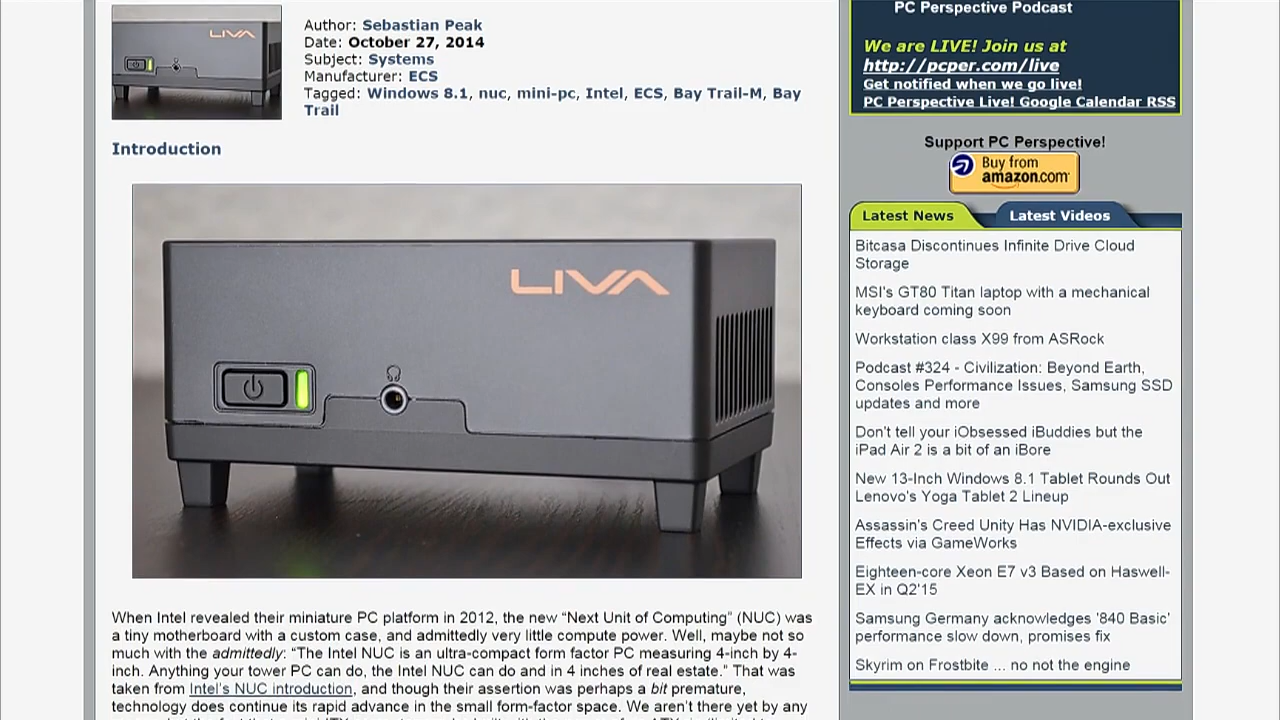 LIVA
Author: Sebastian Peak
Date: October 27, 2014
Subject: Systems
Manufacturer: ECS
Tagged: Windows 8.1, nuc, mini-pc, Intel, ECS, Bay Trail-M, Bay
Trail
Introduction
LIVA
When Intel revealed their miniature PC platform in 2012, the new “Next Unit of Computing” (NUC) was
a tiny motherboard with a custom case, and admittedly very little compute power. Well, maybe not so
much with the admittedly: “The Intel NUC is an ultra-compact form factor PC measuring 4-inch by 4-
inch. Anything your tower PC can do, the Intel NUC can do and in 4 inches of real estate.” That was
taken from Intel's NUC introduction, and though their assertion was perhaps a bit premature,
technology does continue its rapid advance in the small form-factor space. We aren't there yet by any
PC Perspective Podcast
We are LIVE! Join us at
http://pcper.com/live
Get notified when we go live!
PC Perspective Live! Google Calendar RSS
Support PC Perspective!
Buy from
amazon.com
Latest News
Latest Videos
Bitcasa Discontinues Infinite Drive Cloud
Storage
MSI's GT80 Titan laptop with a mechanical
keyboard coming soon
Workstation class X99 from ASRock
Podcast #324 - Civilization: Beyond Earth,
Consoles Performance Issues, Samsung SSD
updates and more
Don't tell your iObsessed iBuddies but the
iPad Air 2 is a bit of an iBore
New 13-Inch Windows 8.1 Tablet Rounds Out
Lenovo's Yoga Tablet 2 Lineup
Assassin's Creed Unity Has NVIDIA-exclusive
Effects via GameWorks
Eighteen-core Xeon E7 v3 Based on Haswell-
EX in Q2'15
Samsung Germany acknowledges '840 Basic'
performance slow down, promises fix
Skyrim on Frostbite ... no not the engine